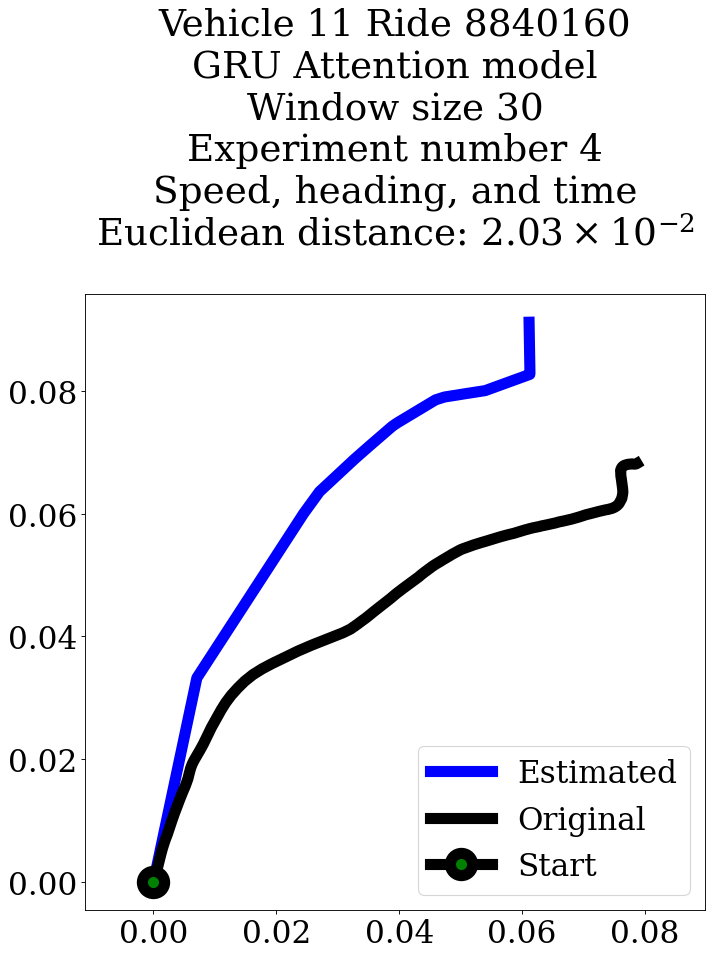 Vehicle 11 Ride 8840160
GRU Attention model
Window size 30
Experiment number 4
Speed, heading, and time
Euclidean distance: 2.03 × 10⁻²
0.08
0.06
0.04
0.02
0.00
Estimated
Original
Start
0.00 0.02 0.04 0.06 0.08